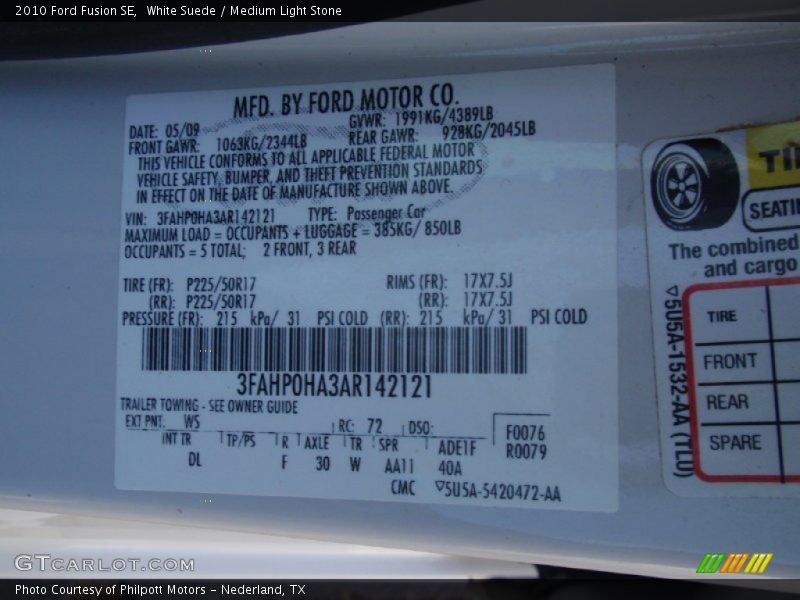 2010 Ford Fusion SE, White Suede / Medium Light Stone
MFD. BY FORD MOTOR CO.
DATE: 05/09 GVWR: 1991KG/4389LB
FRONT GAWR: 1063KG/2344LB REAR GAWR: 928KG/2045LB
THIS VEHICLE CONFORMS TO ALL APPLICABLE FEDERAL MOTOR
VEHICLE SAFETY, BUMPER, AND THEFT PREVENTION STANDARDS
IN EFFECT ON THE DATE OF MANUFACTURE SHOWN ABOVE.
VIN: 3FAHP0HA3AR142121 TYPE: Passenger Car
MAXIMUM LOAD = OCCUPANTS + LUGGAGE = 385KG/ 850LB
OCCUPANTS = 5 TOTAL; 2 FRONT, 3 REAR
TIRE (FR): P225/50R17 RIMS (FR): 17X7.5J
(RR): P225/50R17 (RR): 17X7.5J
PRESSURE (FR): 215 kPa/ 31 PSI COLD (RR): 215 kPa/ 31 PSI COLD
3FAHP0HA3AR142121
TRAILER TOWING - SEE OWNER GUIDE
EXT PNT: WS RC: 72 DSO: F0076
INT TR TP/PS R AXLE TR SPR ADE1F R0079
DL F 30 W AA11 40A
CMC ▽5U5A-5420472-AA
TI
SEATI
The combined
and cargo
TIRE
FRONT
REAR
SPARE
▽5U5A-1532-AA (TLD)
GTCARLOT.COM
Photo Courtesy of Philpott Motors - Nederland, TX